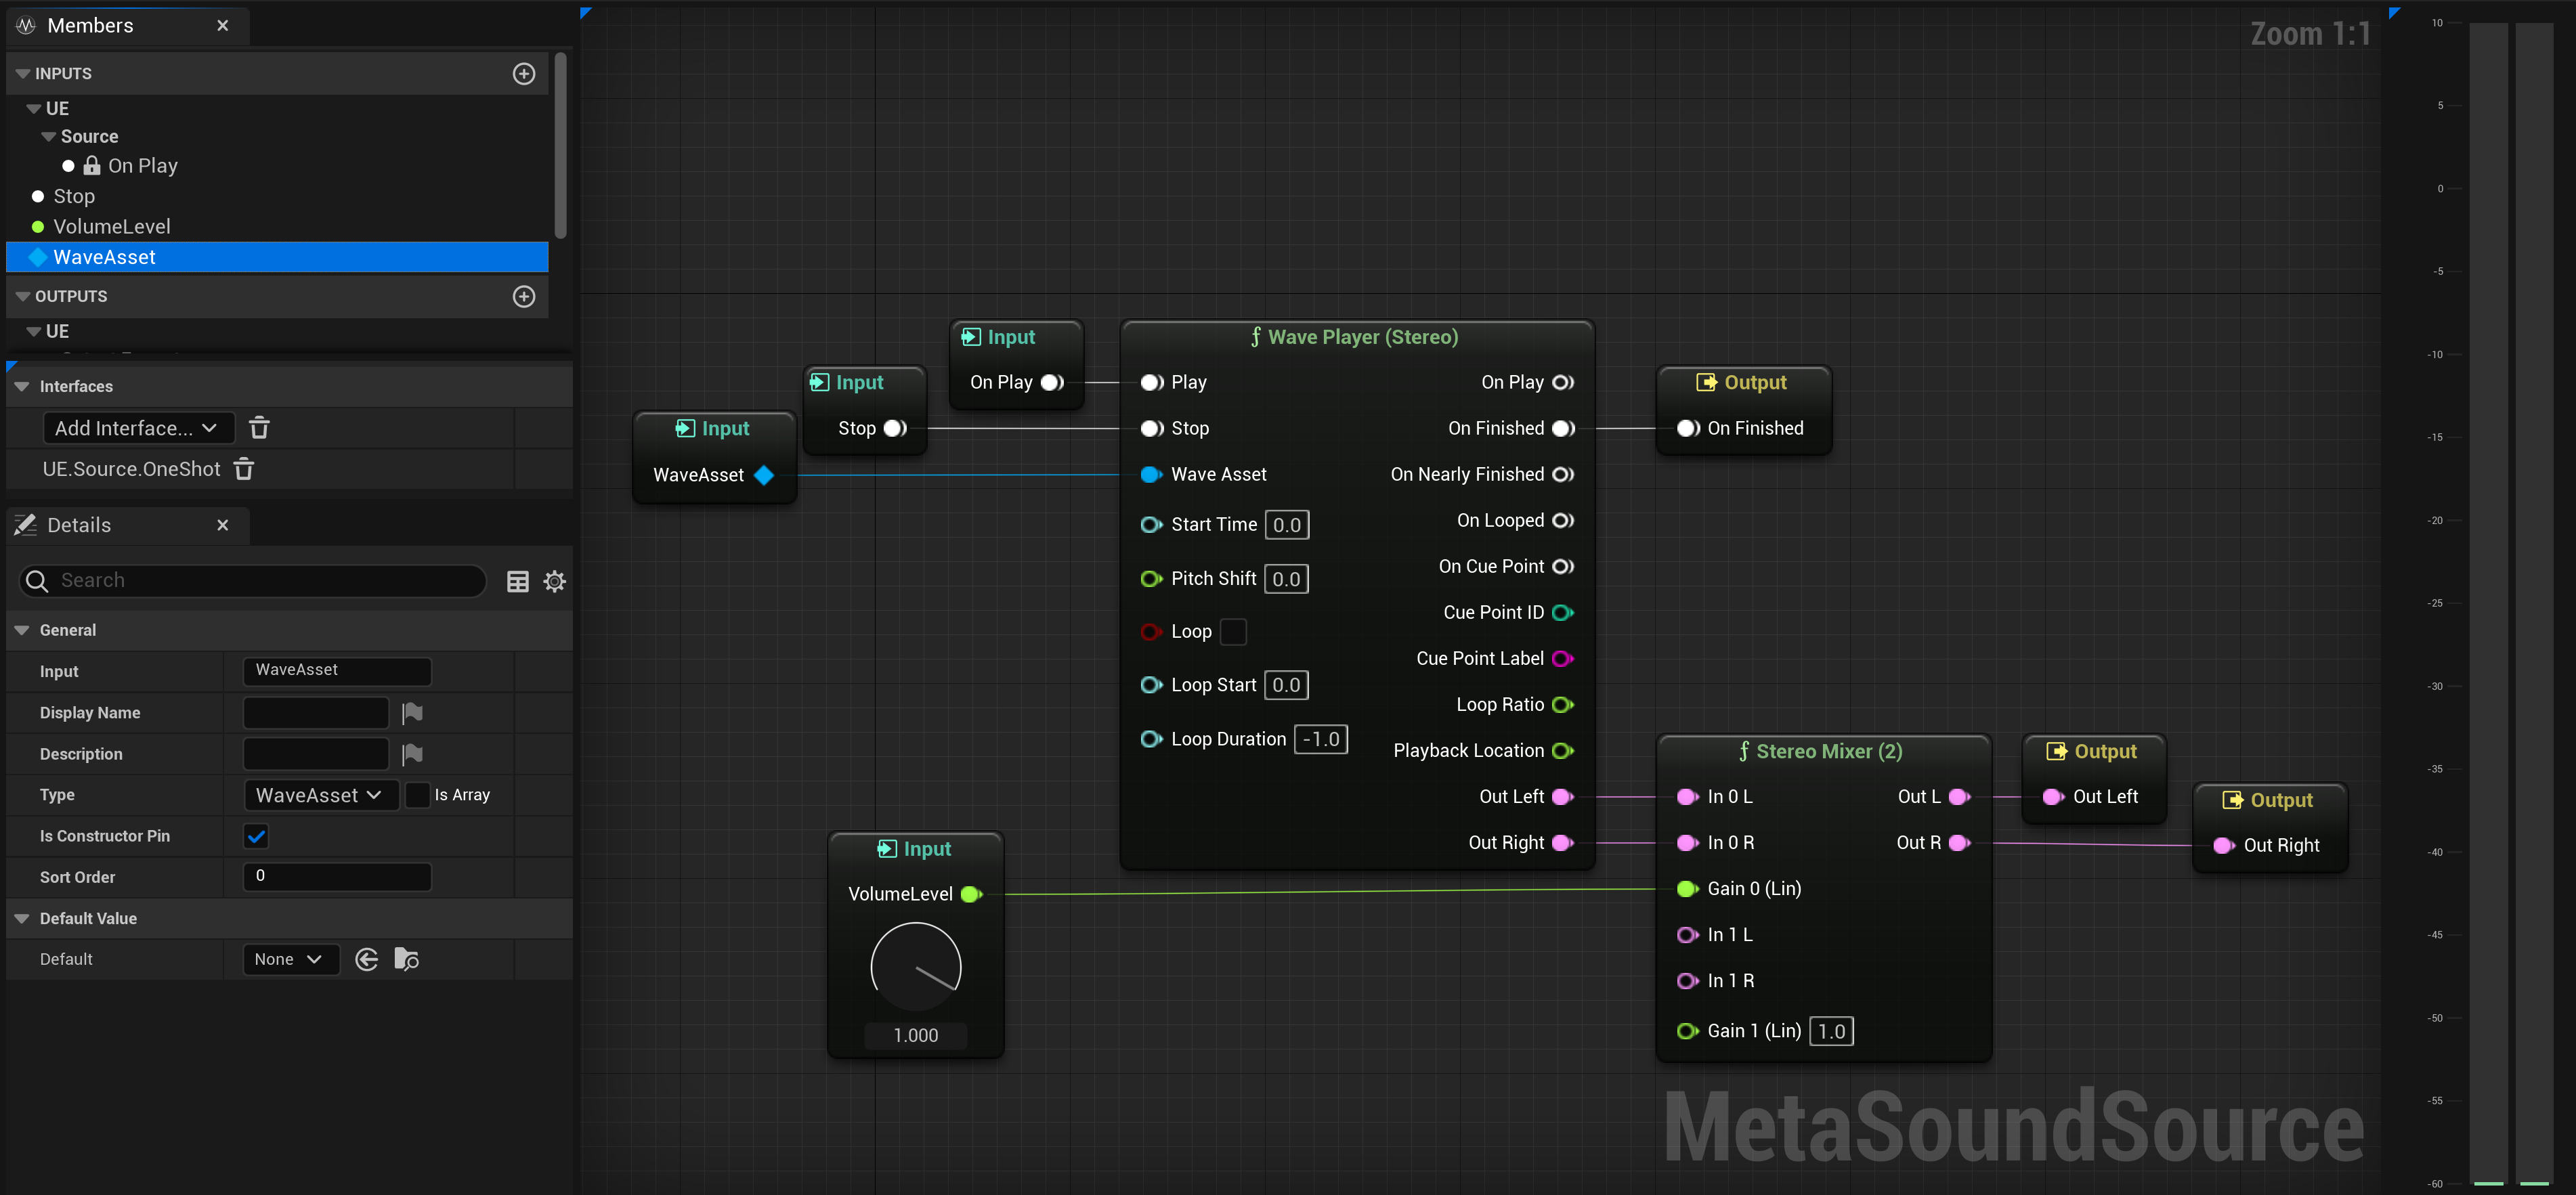 Members
INPUTS
UE
Source
On Play
Stop
VolumeLevel
WaveAsset
OUTPUTS
UE
Interfaces
Add Interface...
UE.Source.OneShot
Details
Search
General
Input WaveAsset
Display Name
Description
Type WaveAsset Is Array
Is Constructor Pin
Sort Order 0
Default Value
Default None
Zoom 1:1
Input
WaveAsset
Input
Stop
Input
On Play
Wave Player (Stereo)
Play On Play
Stop On Finished
Wave Asset On Nearly Finished
Start Time 0.0 On Looped
Pitch Shift 0.0 On Cue Point
Loop Cue Point ID
Loop Start 0.0 Cue Point Label
Loop Duration -1.0 Loop Ratio
Playback Location
Out Left
Out Right
Output
On Finished
Input
VolumeLevel
1.000
Stereo Mixer (2)
In 0 L Out L
In 0 R Out R
Gain 0 (Lin)
In 1 L
In 1 R
Gain 1 (Lin) 1.0
Output
Out Left
Output
Out Right
MetaSoundSource
10
5
0
-5
-10
-15
-20
-25
-30
-35
-40
-45
-50
-55
-60